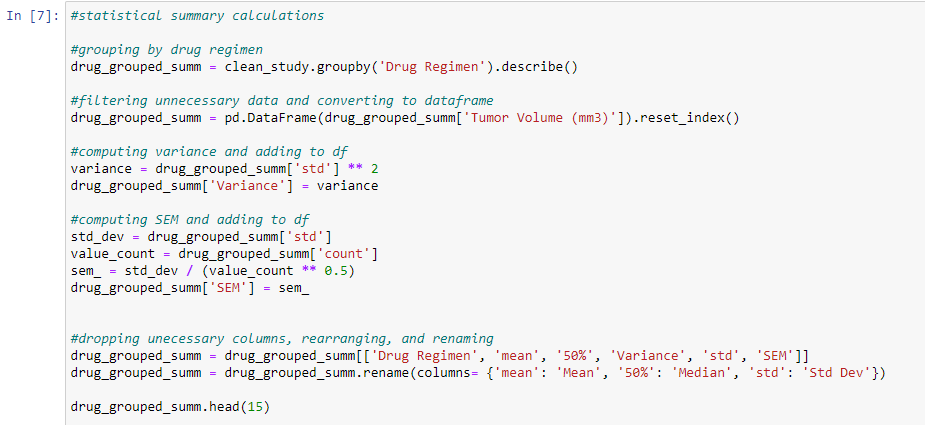 In [7]: #statistical summary calculations
#grouping by drug regimen
drug_grouped_summ = clean_study.groupby('Drug Regimen').describe()
#filtering unnecessary data and converting to dataframe
drug_grouped_summ = pd.DataFrame(drug_grouped_summ['Tumor Volume (mm3)']).reset_index()
#computing variance and adding to df
variance = drug_grouped_summ['std'] ** 2
drug_grouped_summ['Variance'] = variance
#computing SEM and adding to df
std_dev = drug_grouped_summ['std']
value_count = drug_grouped_summ['count']
sem_ = std_dev / (value_count ** 0.5)
drug_grouped_summ['SEM'] = sem_
#dropping unecessary columns, rearranging, and renaming
drug_grouped_summ = drug_grouped_summ[['Drug Regimen', 'mean', '50%', 'Variance', 'std', 'SEM']]
drug_grouped_summ = drug_grouped_summ.rename(columns= {'mean': 'Mean', '50%': 'Median', 'std': 'Std Dev'})
drug_grouped_summ.head(15)